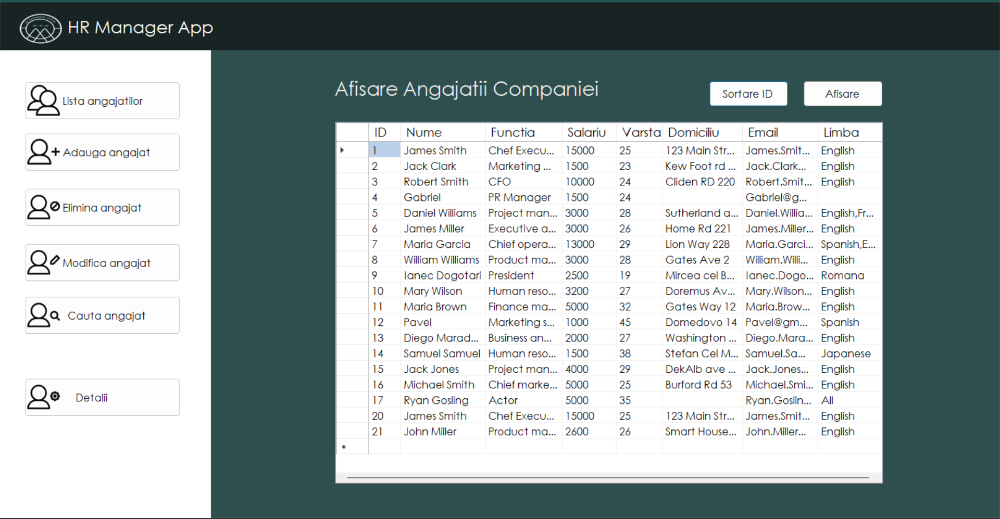 HR Manager App
Lista angajatilor
Adauga angajat
Elimina angajat
Modifica angajat
Cauta angajat
Detalii
Afisare Angajatii Companiei
Sortare ID
Afisare
ID Nume Functia Salariu Varsta Domiciliu Email Limba
1 James Smith Chef Execu... 15000 25 123 Main Str... James.Smit... English
2 Jack Clark Marketing ... 1500 23 Kew Foot rd ... Jack.Clark... English
3 Robert Smith CFO 10000 24 Cliden RD 220 Robert.Smit... English
4 Gabriel PR Manager 1500 24 Gabriel@g...
5 Daniel Williams Project man... 3000 28 Sutherland a... Daniel.Willia... English,Fr...
6 James Miller Executive a... 3000 26 Home Rd 221 James.Miller... English
7 Maria Garcia Chief opera... 13000 29 Lion Way 228 Maria.Garci... Spanish,E...
8 William Williams Product ma... 3000 28 Gates Ave 2 William.Willi... English
9 Ianec Dogotari President 2500 19 Mircea cel B... Ianec.Dogo... Romana
10 Mary Wilson Human reso... 3200 27 Doremus Av... Mary.Wilson... English
11 Maria Brown Finance ma... 5000 32 Gates Way 12 Maria.Brow... English
12 Pavel Marketing s... 1000 45 Domedovo 14 Pavel@gm... Spanish
13 Diego Marad... Business an... 2000 27 Washington ... Diego.Mara... English
14 Samuel Samuel Human reso... 1500 38 Stefan Cel M... Samuel.Sa... Japanese
15 Jack Jones Project man... 4000 29 DekAlb ave ... Jack.Jones... English
16 Michael Smith Chief marke... 5000 25 Burford Rd 53 Michael.Smi... English
17 Ryan Gosling Actor 5000 35 Ryan.Goslin... All
20 James Smith Chef Execu... 15000 25 123 Main Str... James.Smit... English
21 John Miller Product ma... 2600 26 Smart House... John.Miller... English